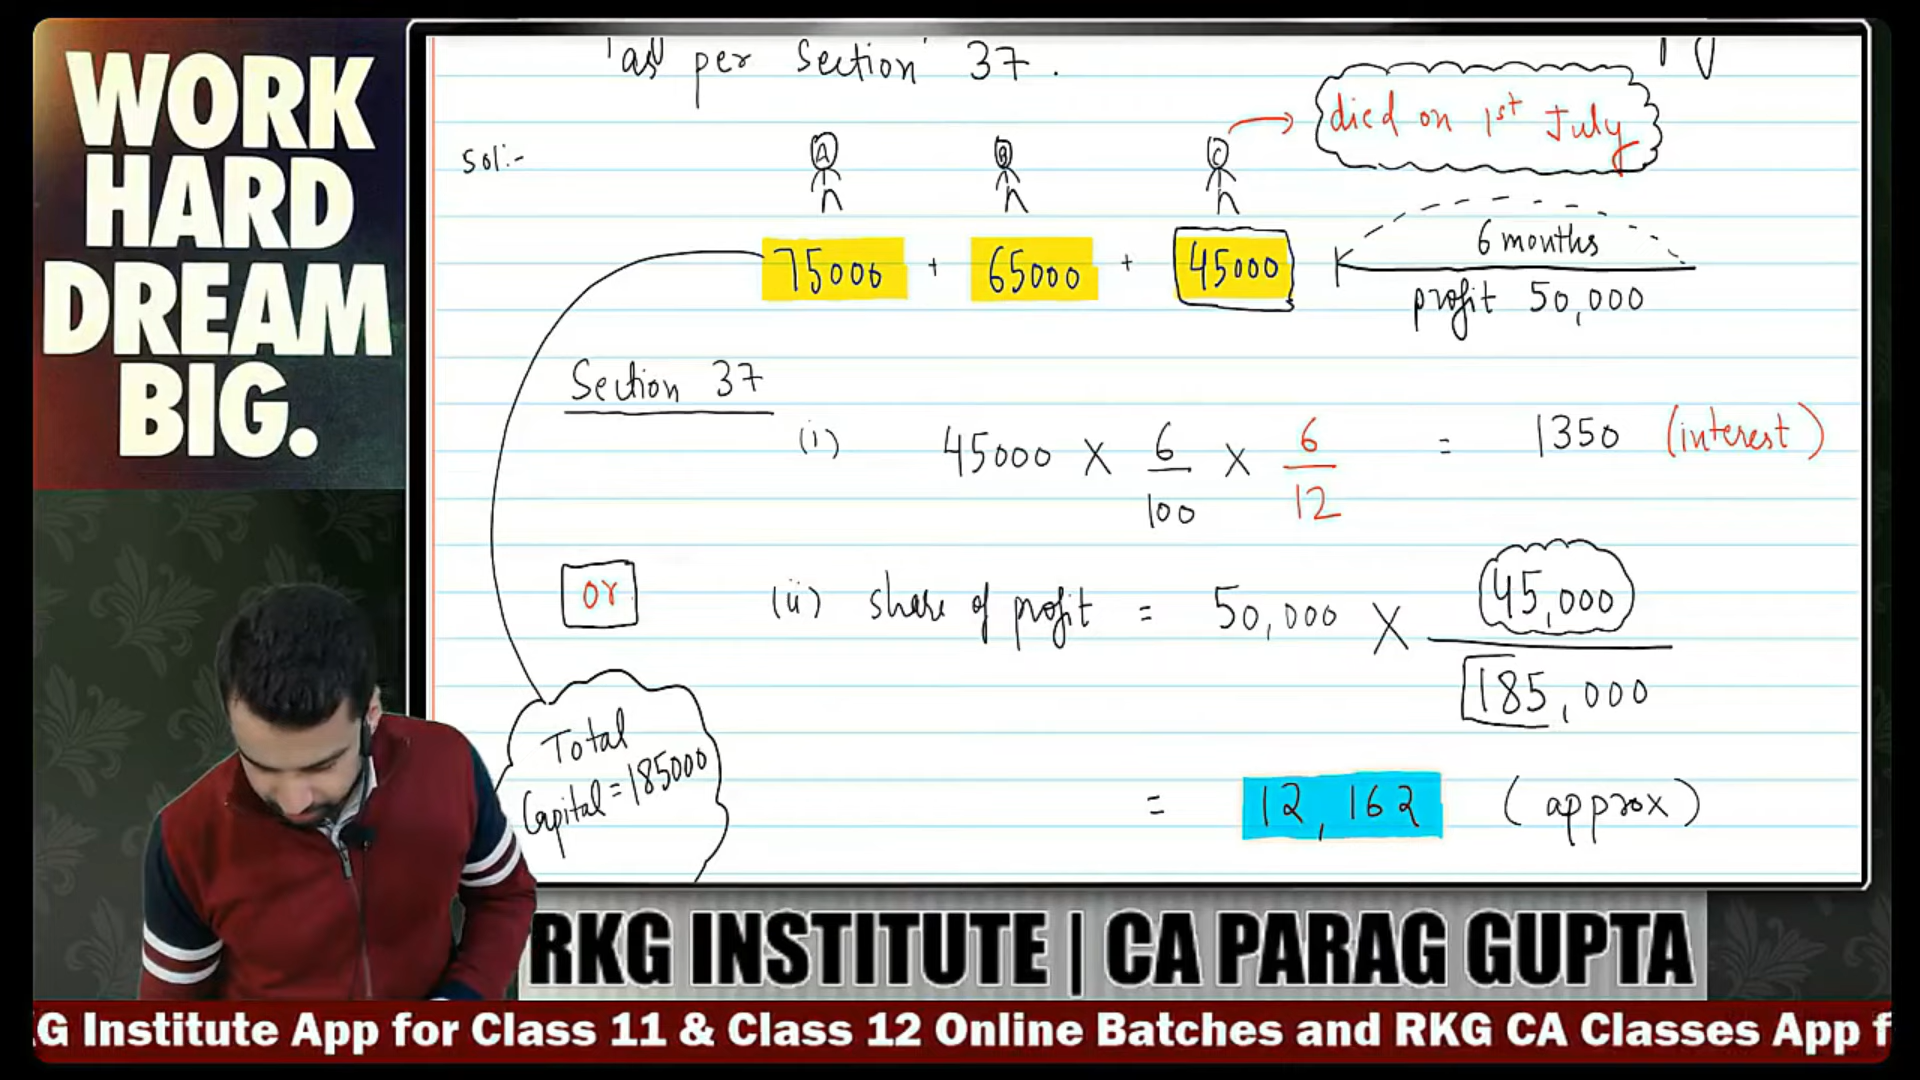 WORK
HARD
DREAM
BIG.
'as per Section' 37.
Sol:-
A B C
died on 1st July
75000 + 65000 + 45000
6 months
profit 50,000
Section 37
(i) 45000 X 6/100 X 6/12 = 1350 (interest)
or
(ii) share of profit = 50,000 X 45,000/185,000
Total
Capital = 185000
= 12,162 (approx)
RKG INSTITUTE | CA PARAG GUPTA
G Institute App for Class 11 & Class 12 Online Batches and RKG CA Classes App f